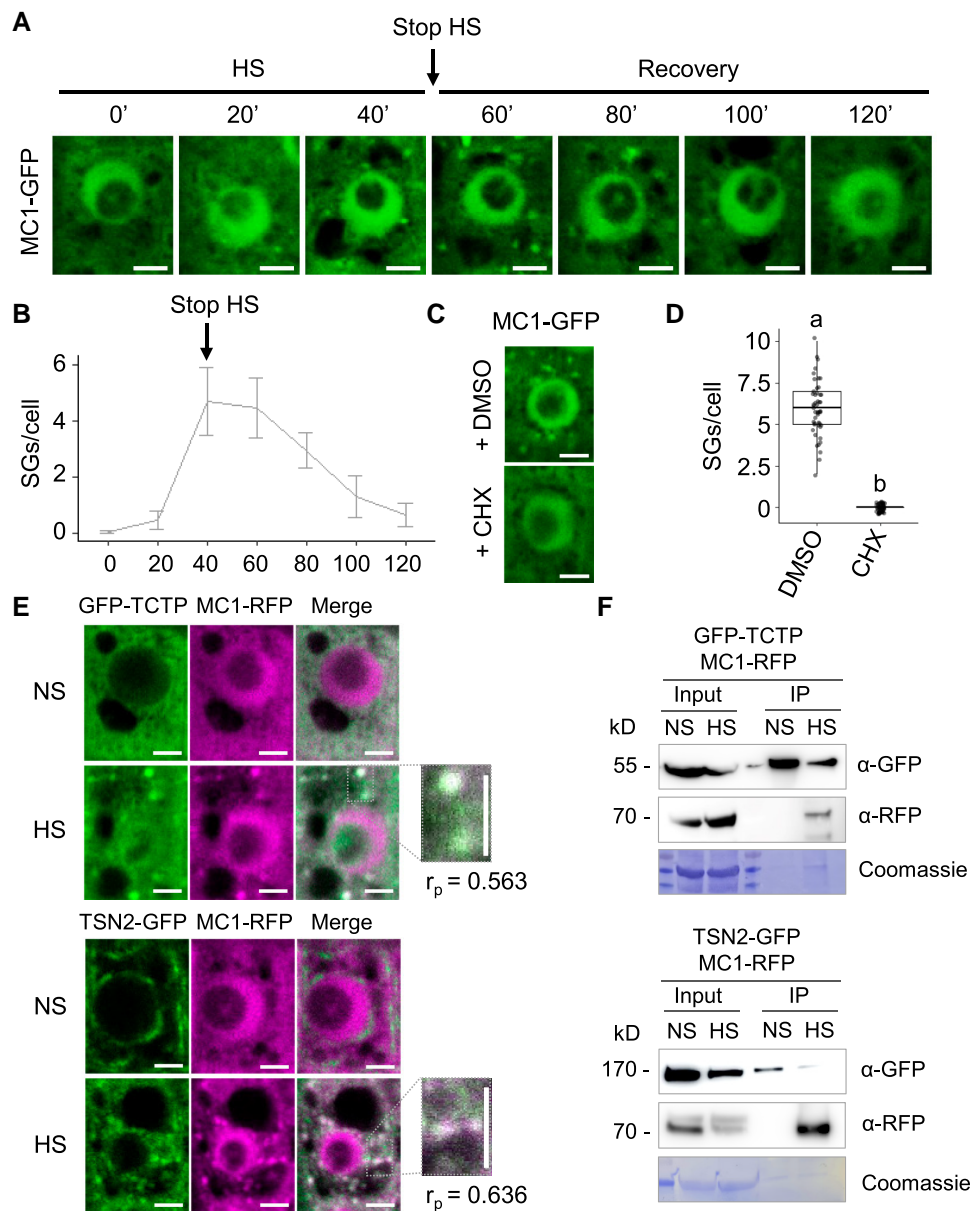 A
Stop HS
HS
Recovery
0' 20' 40' 60' 80' 100' 120'
MC1-GFP
B
Stop HS
SGs/cell
6
4
2
0
0 20 40 60 80 100 120
C
MC1-GFP
+ DMSO
+ CHX
D
SGs/cell
10
7.5
5
2.5
0
a
b
DMSO
CHX
E
GFP-TCTP MC1-RFP Merge
NS
HS
rp = 0.563
TSN2-GFP MC1-RFP Merge
NS
HS
rp = 0.636
F
GFP-TCTP
MC1-RFP
Input IP
kD NS HS NS HS
55 - α-GFP
70 - α-RFP
Coomassie
TSN2-GFP
MC1-RFP
Input IP
kD NS HS NS HS
170 - α-GFP
70 - α-RFP
Coomassie